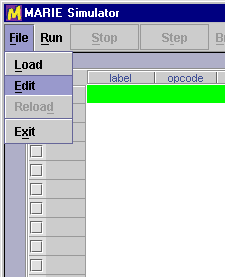 MARIE Simulator
File Run Stop Step
Load
label opcode
Edit
Reload
Exit